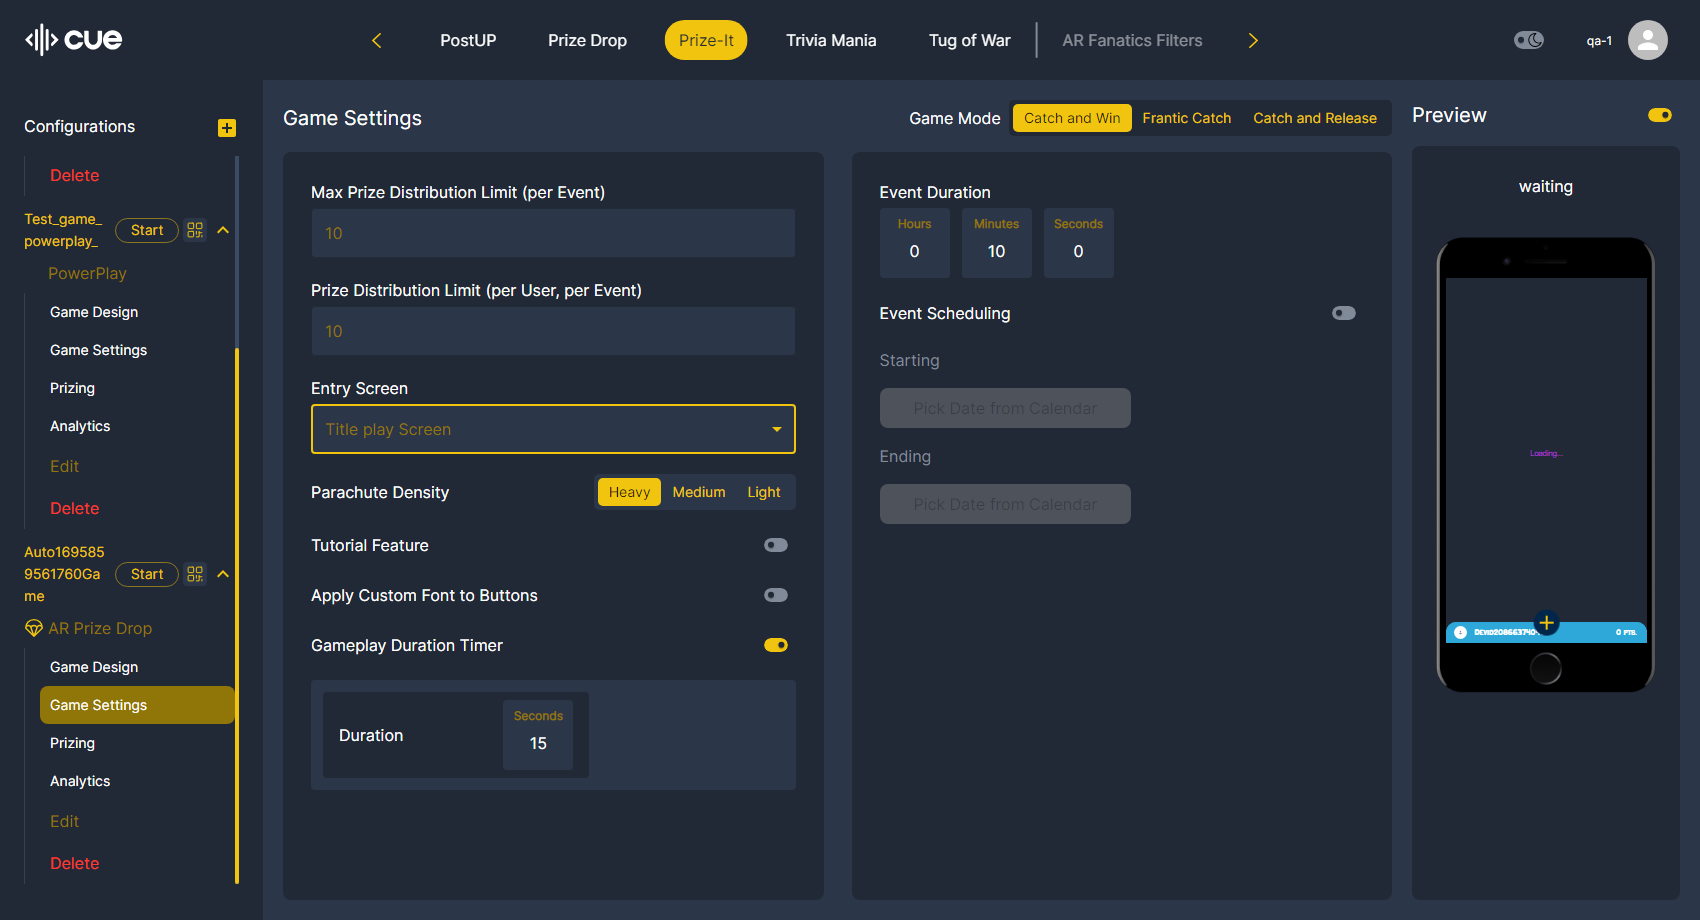 cue
PostUP
Prize Drop
Prize-It
Trivia Mania
Tug of War
AR Fanatics Filters
qa-1
Configurations
Delete
Test_game_
powerplay_
Start
PowerPlay
Game Design
Game Settings
Prizing
Analytics
Edit
Delete
Auto169585
9561760Ga
me
Start
AR Prize Drop
Game Design
Game Settings
Prizing
Analytics
Edit
Delete
Game Settings
Game Mode
Catch and Win
Frantic Catch
Catch and Release
Max Prize Distribution Limit (per Event)
10
Prize Distribution Limit (per User, per Event)
10
Entry Screen
Title play Screen
Parachute Density
Heavy
Medium
Light
Tutorial Feature
Apply Custom Font to Buttons
Gameplay Duration Timer
Duration
Seconds
15
Event Duration
Hours
Minutes
Seconds
0
10
0
Event Scheduling
Starting
Pick Date from Calendar
Ending
Pick Date from Calendar
Preview
waiting
Loading...
0 PTS.